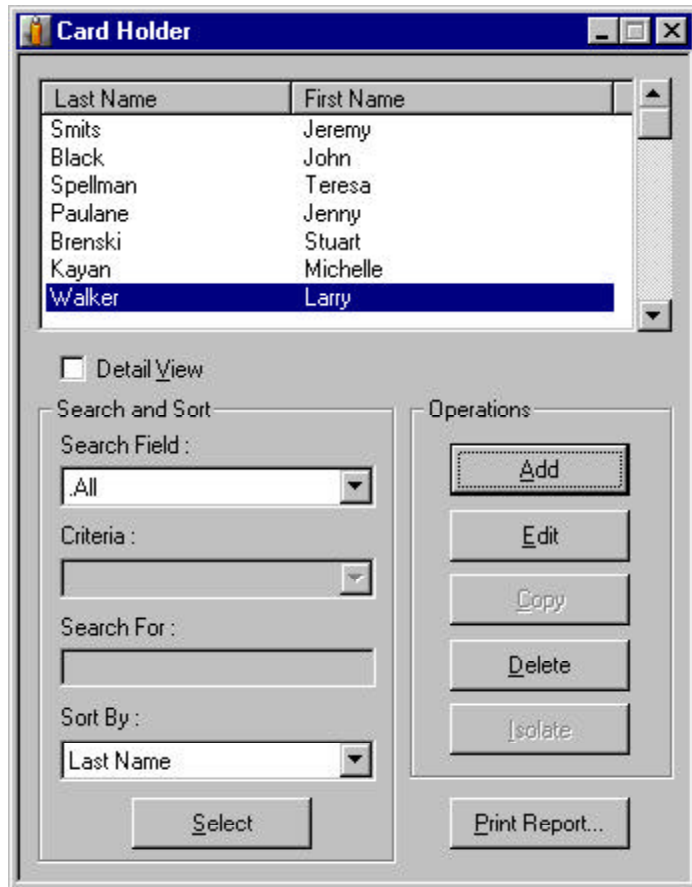 Card Holder
Last Name First Name
Smits Jeremy
Black John
Spellman Teresa
Paulane Jenny
Brenski Stuart
Kayan Michelle
Walker Larry
Detail View
Search and Sort
Search Field :
.All
Criteria :
Search For :
Sort By :
Last Name
Select
Operations
Add
Edit
Copy
Delete
Isolate
Print Report...